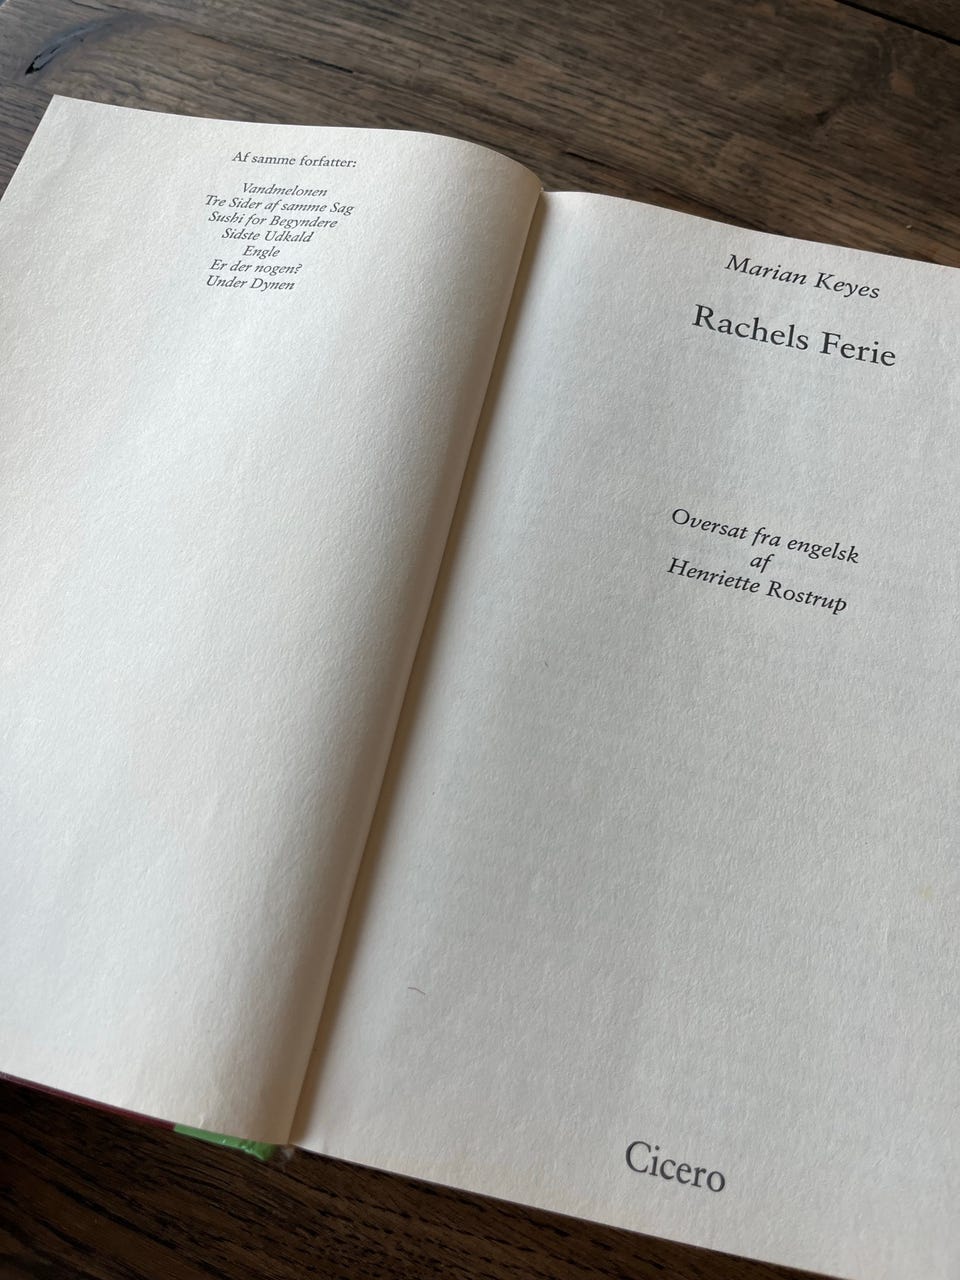 Af samme forfatter:
Vandmelonen
Tre Sider af samme Sag
Sushi for Begyndere
Sidste Udkald
Engle
Er der nogen?
Under Dynen
Marian Keyes
Rachels Ferie
Oversat fra engelsk
af
Henriette Rostrup
Cicero